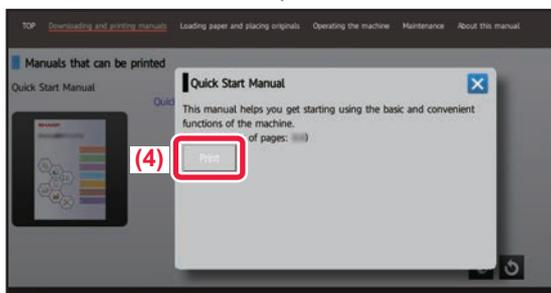 TOP Downloading and printing manuals Loading paper and placing originals Operating the machine Maintenance About this manual
Manuals that can be printed
Quick Start Manual
Quick Start Manual
This manual helps you get starting using the basic and convenient
functions of the machine.
of pages: )
(4)
Print
SHARP